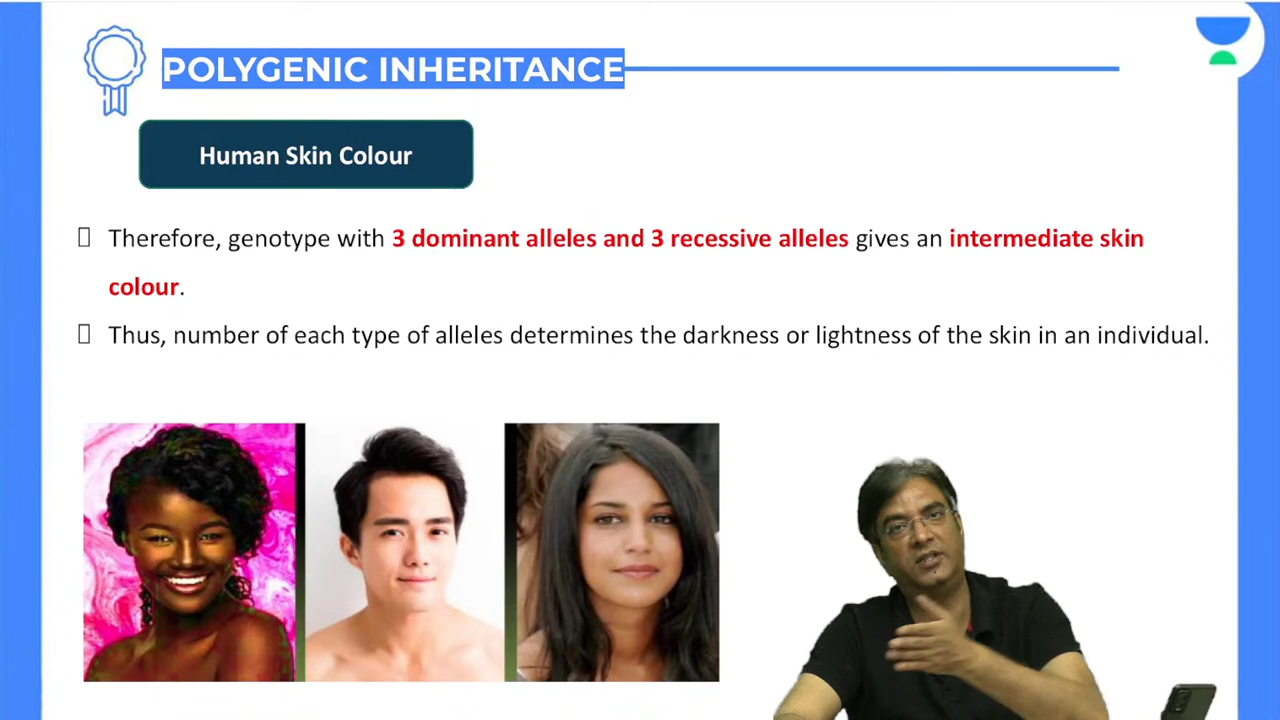 POLYGENIC INHERITANCE
Human Skin Colour
Therefore, genotype with 3 dominant alleles and 3 recessive alleles gives an intermediate skin
colour.
Thus, number of each type of alleles determines the darkness or lightness of the skin in an individual.